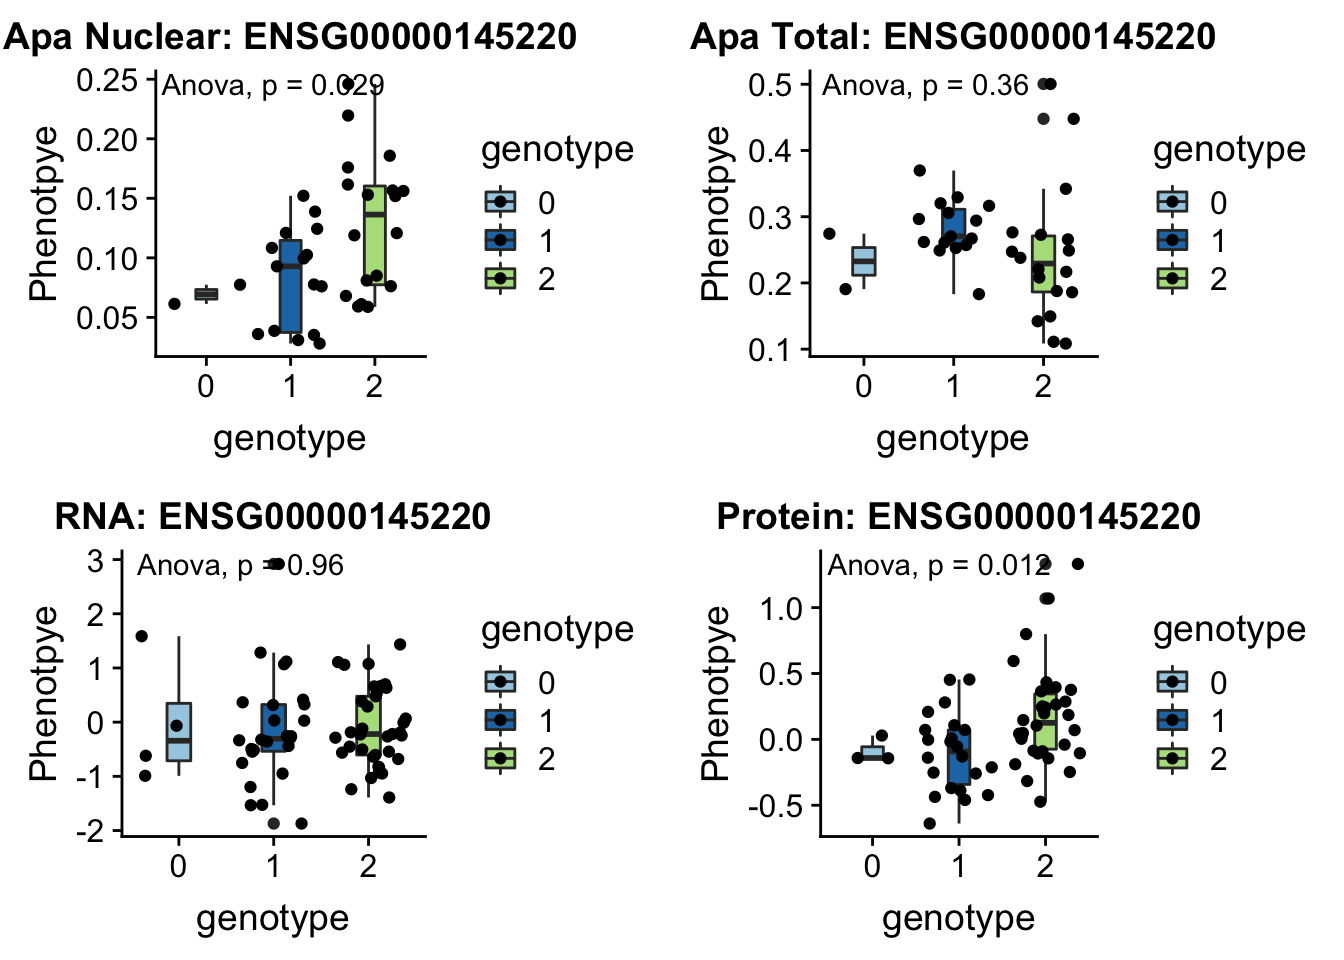 Apa Nuclear: ENSG00000145220
Anova, p = 0.029
Phenotpye
0.25
0.20
0.15
0.10
0.05
0 1 2
genotype
genotype
0
1
2
Apa Total: ENSG00000145220
Anova, p = 0.36
Phenotpye
0.5
0.4
0.3
0.2
0.1
0 1 2
genotype
genotype
0
1
2
RNA: ENSG00000145220
Anova, p = 0.96
Phenotpye
3
2
1
0
-1
-2
0 1 2
genotype
genotype
0
1
2
Protein: ENSG00000145220
Anova, p = 0.012
Phenotpye
1.0
0.5
0.0
-0.5
0 1 2
genotype
genotype
0
1
2